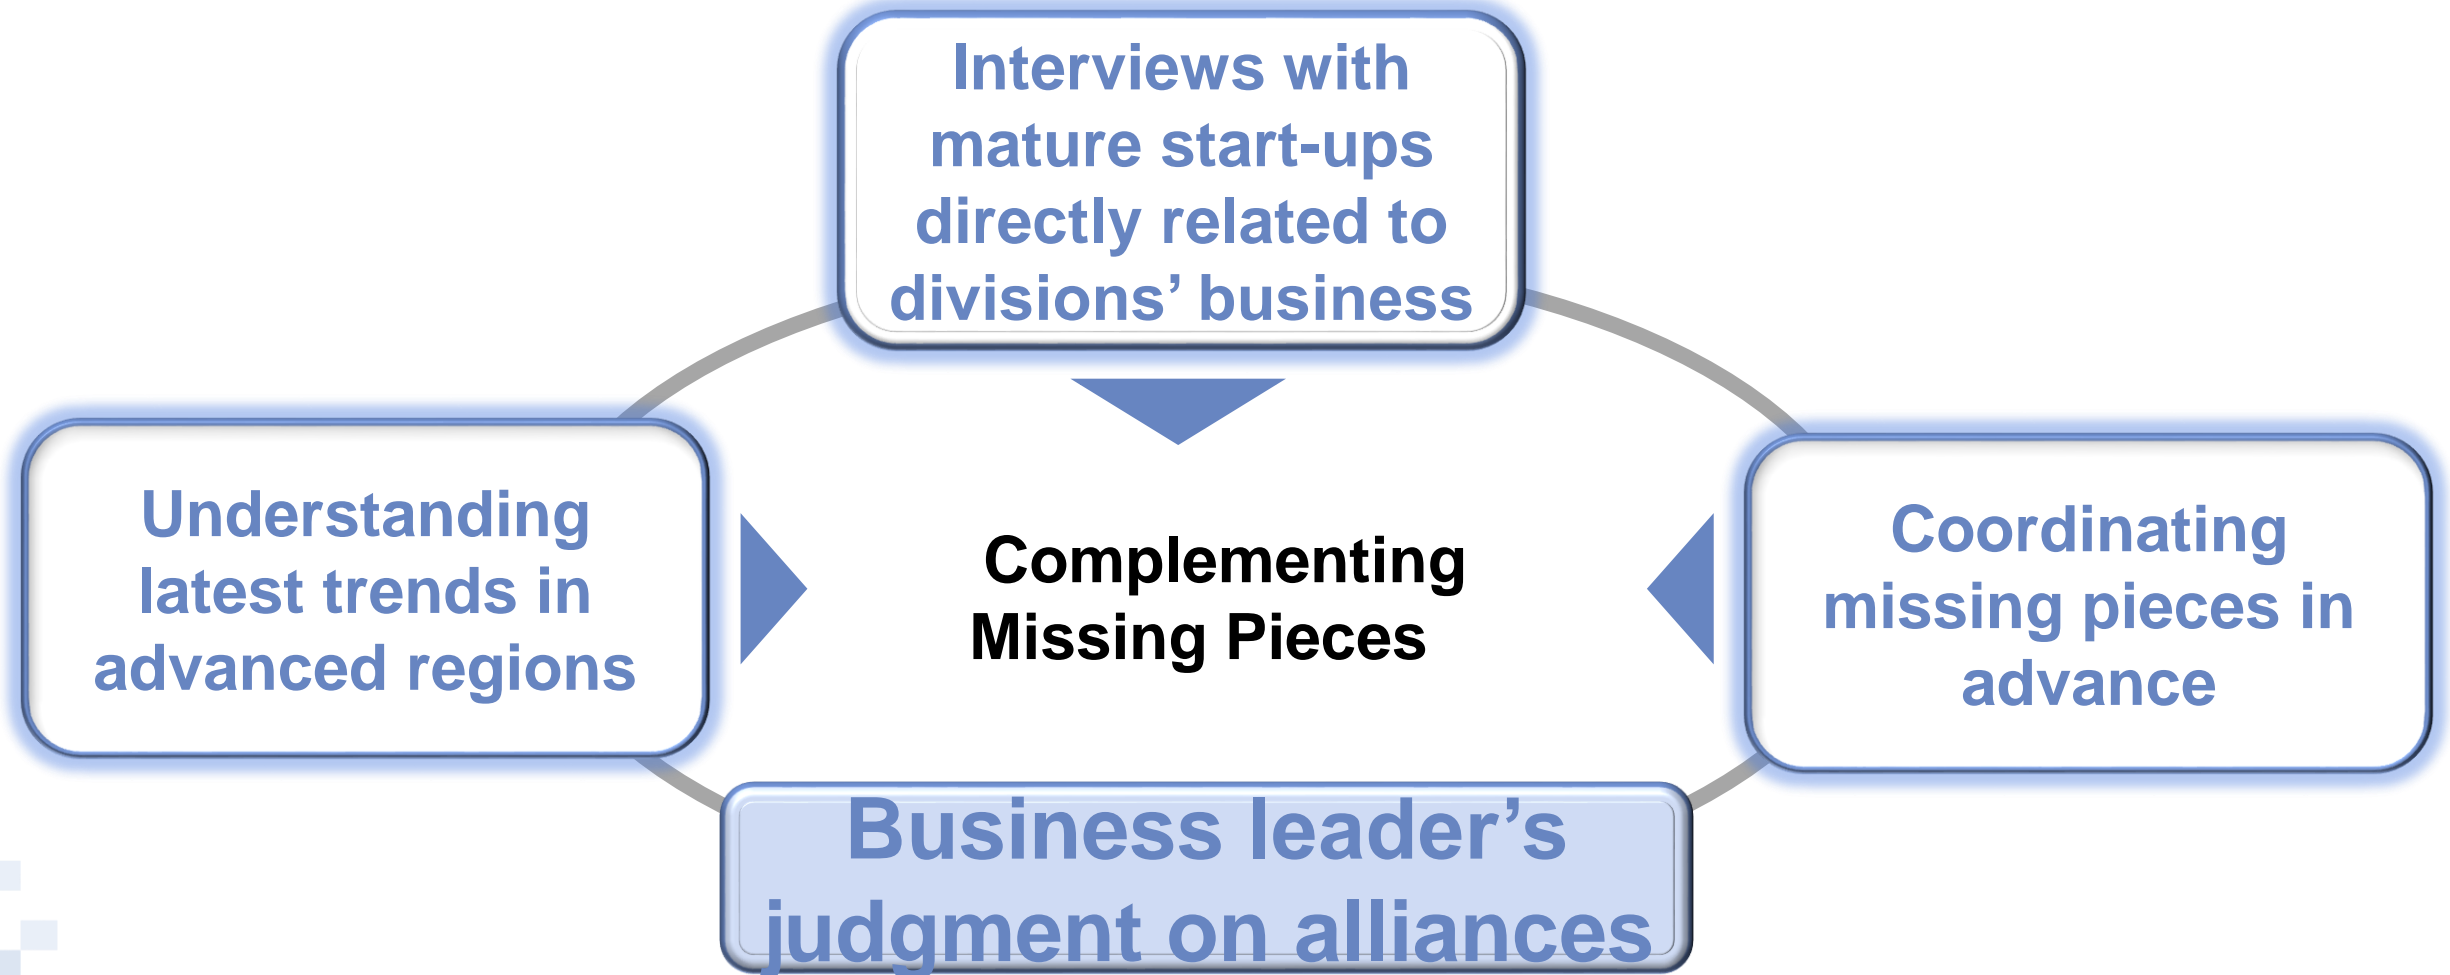 Interviews with
mature start-ups
directly related to
divisions’ business
Understanding
latest trends in
advanced regions
Complementing
Missing Pieces
Coordinating
missing pieces in
advance
Business leader’s
judgment on alliances